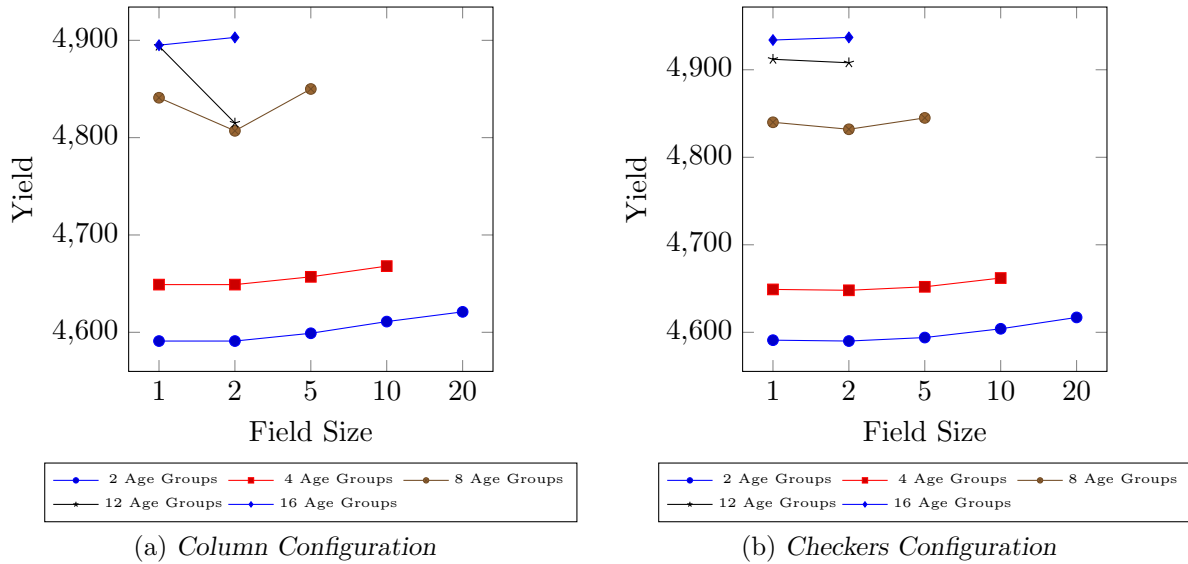 4,900
4,800
4,700
4,600
Yield
1 2 5 10 20
Field Size
2 Age Groups 4 Age Groups 8 Age Groups
12 Age Groups 16 Age Groups
(a) Column Configuration
4,900
4,800
4,700
4,600
Yield
1 2 5 10 20
Field Size
2 Age Groups 4 Age Groups 8 Age Groups
12 Age Groups 16 Age Groups
(b) Checkers Configuration